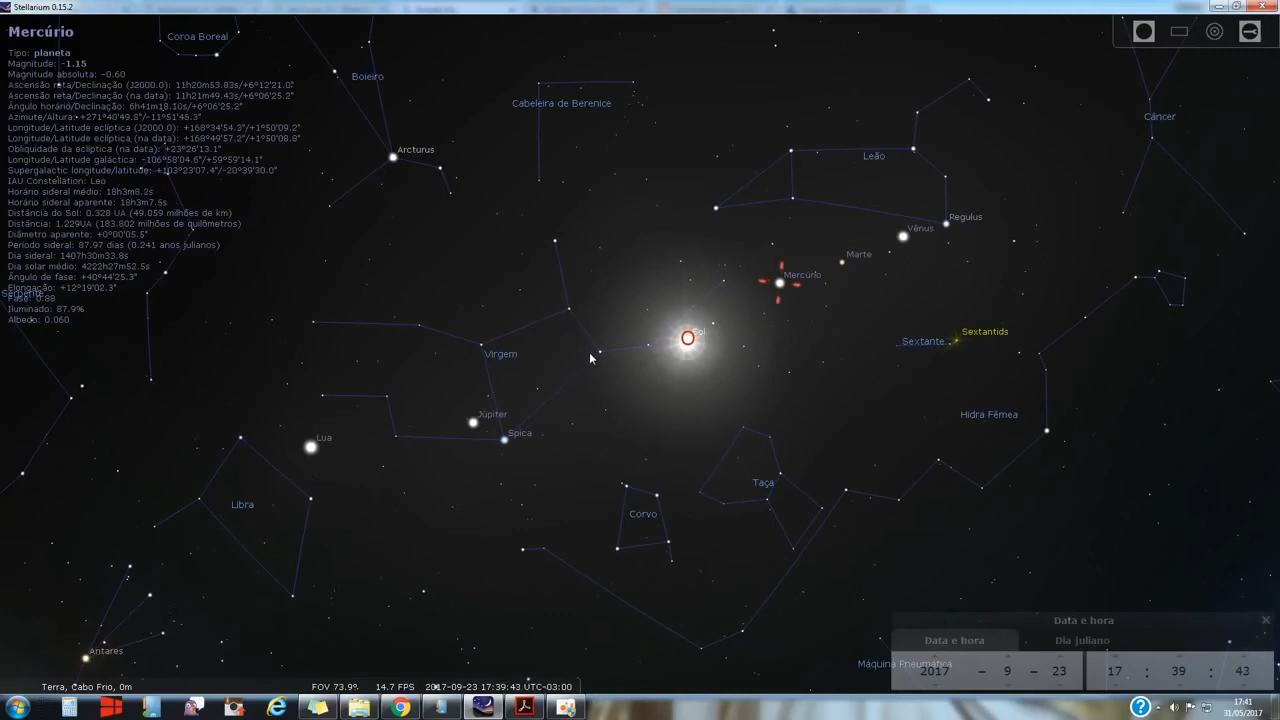 Stellarium 0.15.2
Mercúrio
Tipo: planeta
Magnitude: -1.15
Magnitude absoluta: -0.60
Ascensão reta/Declinação (J2000.0): 11h20m53.83s/+6°12'21.0"
Ascensão reta/Declinação (na data): 11h21m49.43s/+6°06'25.2"
Ângulo horário/Declinação: 6h41m18.10s/+6°06'25.2"
Azimute/Altura: +271°40'49.8"/-11°51'45.3"
Longitude/Latitude eclíptica (J2000.0): +168°34'54.3"/+1°50'09.2"
Longitude/Latitude eclíptica (na data): +168°49'57.2"/+1°50'08.8"
Obliquidade da eclíptica (na data): +23°26'13.1"
Longitude/Latitude galáctica: -106°58'04.6"/+59°59'14.1"
Supergalactic longitude/latitude: +103°23'07.4"/-20°39'30.0"
IAU Constellation: Leo
Horário sideral médio: 18h3m8.2s
Horário sideral aparente: 18h3m7.5s
Distância do Sol: 0.328 UA (49.059 milhões de km)
Distância: 1.229UA (183.802 milhões de quilômetros)
Diâmetro aparente: +0°00'05.5"
Período sideral: 87.97 dias (0.241 anos julianos)
Dia sideral: 1407h30m33.8s
Dia solar médio: 4222h27m52.5s
Ângulo de fase: +40°44'25.3"
Elongação: +12°19'02.3"
Fase: 0.88
Iluminado: 87.9%
Albedo: 0.060
Coroa Boreal
Boieiro
Cabeleira de Berenice
Câncer
Arcturus
Leão
Regulus
Vênus
Marte
Mercúrio
Sol
Sextantids
Sextante
Virgem
Hidra Fêmea
Júpiter
Spica
Lua
Libra
Taça
Corvo
Antares
Máquina Pneumática
Data e hora
Data e hora Dia juliano
2017 - 9 - 23 17 : 39 : 43
Terra, Cabo Frio, 0m FOV 73.9° 14.7 FPS 2017-09-23 17:39:43 UTC-03:00
17:41
31/05/2017